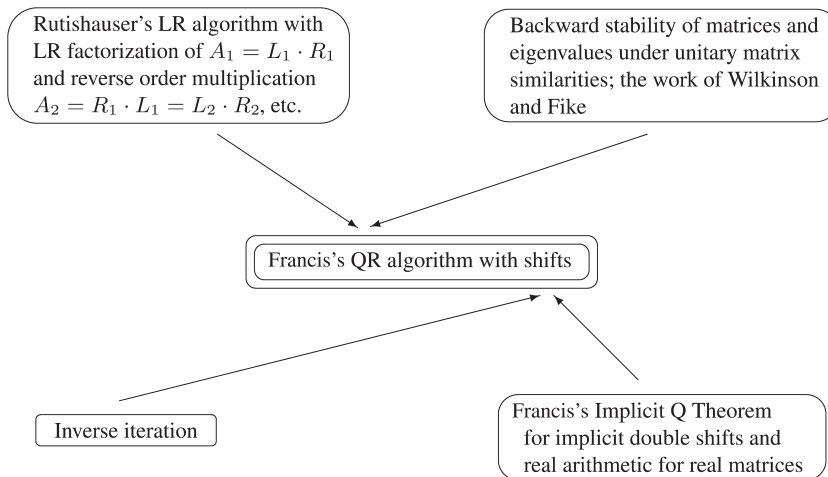 Rutishauser's LR algorithm with
LR factorization of A₁ = L₁ · R₁
and reverse order multiplication
A₂ = R₁ · L₁ = L₂ · R₂, etc.
Backward stability of matrices and
eigenvalues under unitary matrix
similarities; the work of Wilkinson
and Fike
Francis's QR algorithm with shifts
Inverse iteration
Francis's Implicit Q Theorem
for implicit double shifts and
real arithmetic for real matrices